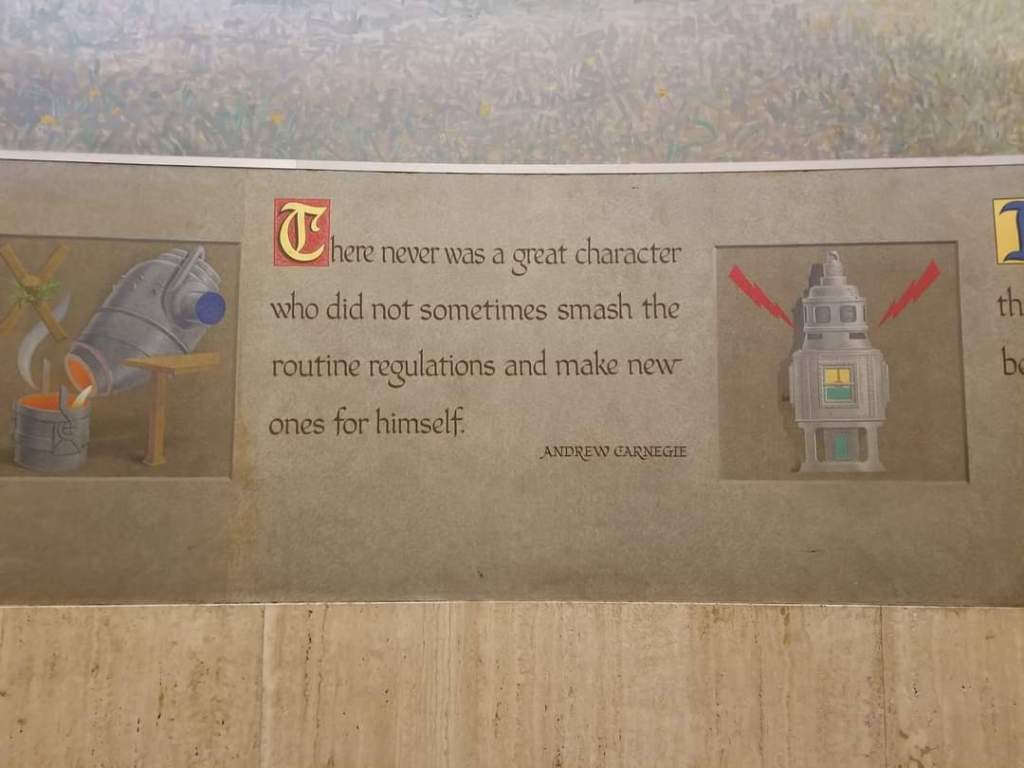 There never was a great character
who did not sometimes smash the
routine regulations and make new
ones for himself.
ANDREW CARNEGIE